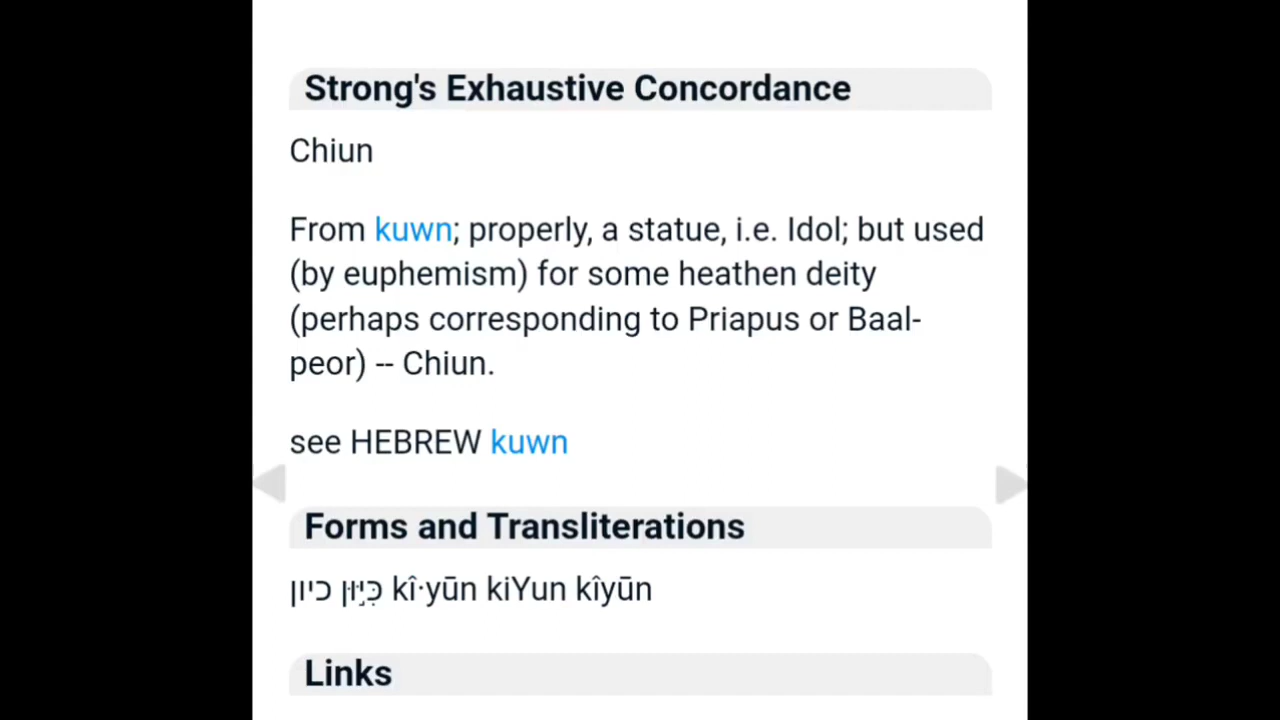 Strong's Exhaustive Concordance
Chiun
From kuwn; properly, a statue, i.e. Idol; but used
(by euphemism) for some heathen deity
(perhaps corresponding to Priapus or Baal-
peor) -- Chiun.
see HEBREW kuwn
Forms and Transliterations
כִּיּ֣וּן כיון kî·yūn kiYun kîyūn
Links